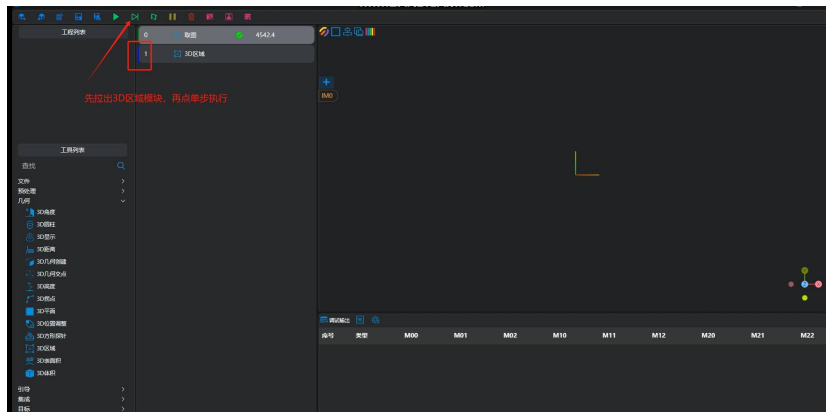 工程列表
0 取图 4542.4
1 3D区域
先拉出3D区域模块，再点单步执行
IM0
工具列表
查找
文件
预处理
几何
3D角度
3D圆柱
3D显示
3D距离
3D几何创建
3D几何交点
3D高度
3D拐点
3D平面
3D位置调整
3D方形探针
3D区域
3D表面积
3D体积
引导
集成
目标
调试输出
序号 类型 M00 M01 M02 M10 M11 M12 M20 M21 M22
Y
Z
X